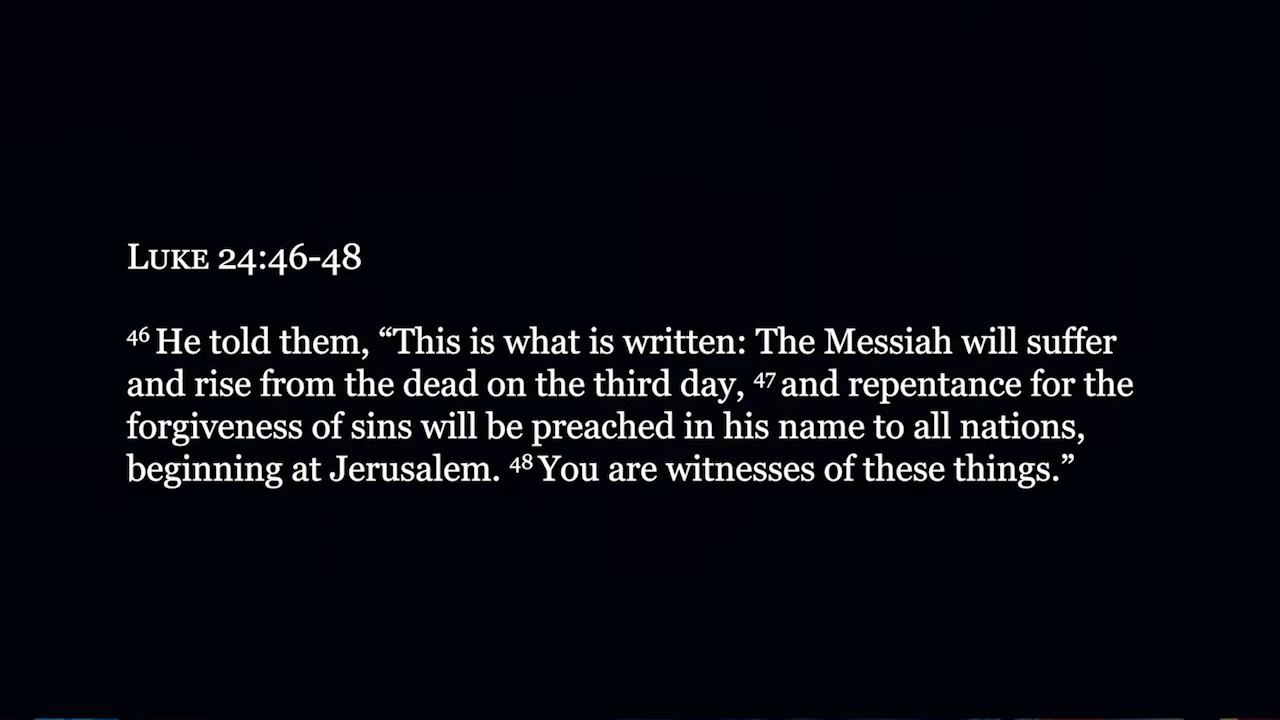 Luke 24:46-48
46 He told them, “This is what is written: The Messiah will suffer
and rise from the dead on the third day, 47 and repentance for the
forgiveness of sins will be preached in his name to all nations,
beginning at Jerusalem. 48 You are witnesses of these things.”